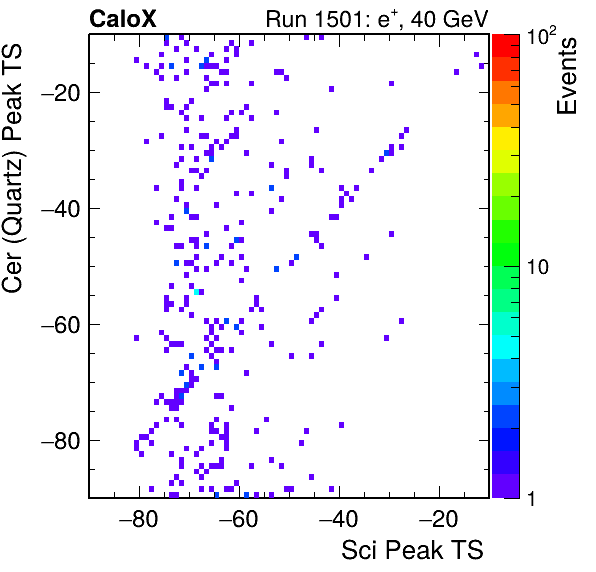 CaloX Run 1501: e⁺, 40 GeV
Cer (Quartz) Peak TS
−20
−40
−60
−80
−80 −60 −40 −20
Sci Peak TS
10²
10
1
Events